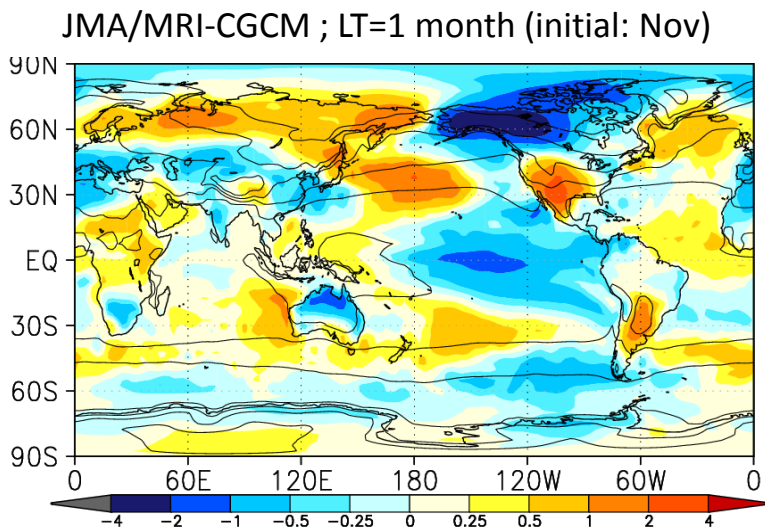 JMA/MRI-CGCM ; LT=1 month (initial: Nov)
90N
60N
30N
EQ
30S
60S
90S
0 60E 120E 180 120W 60W 0
−4 −2 −1 −0.5 −0.25 0 0.25 0.5 1 2 4